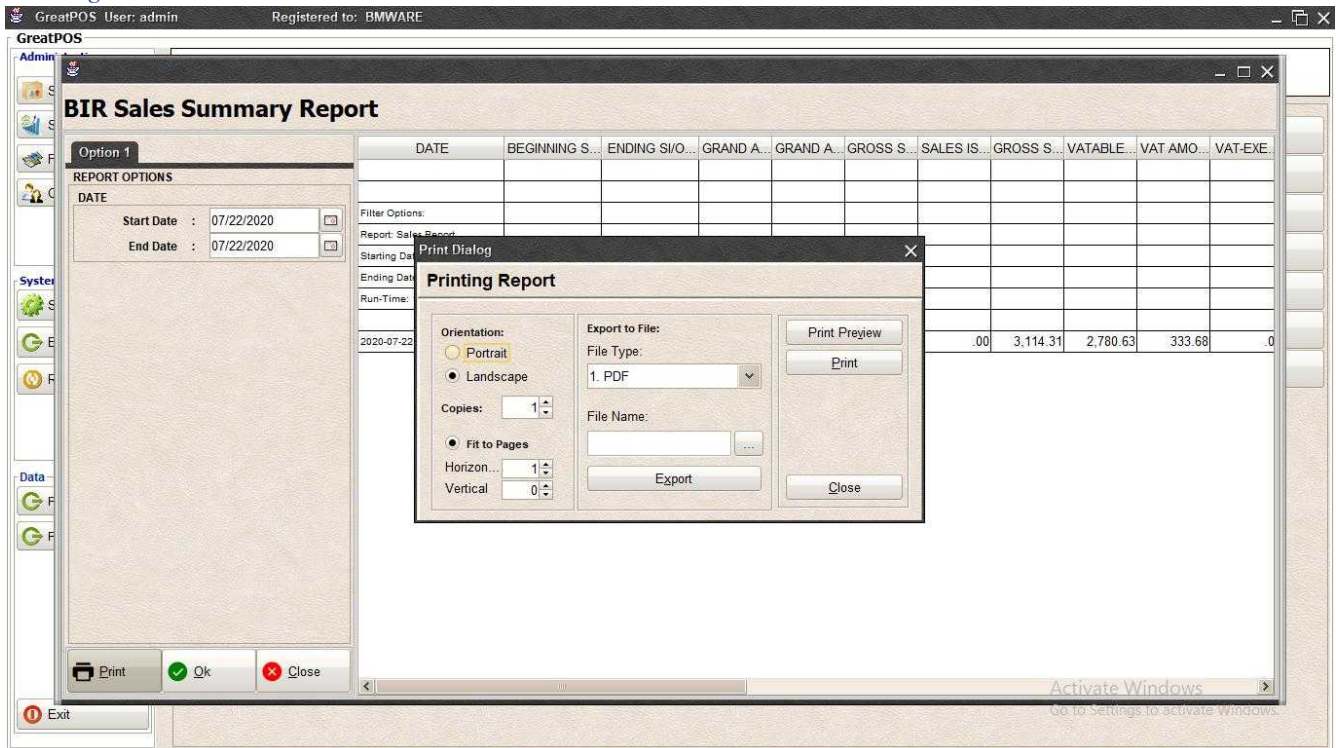 GreatPOS User: admin Registered to: BMWARE
GreatPOS
Admin
BIR Sales Summary Report
Option 1
REPORT OPTIONS
DATE
Start Date : 07/22/2020
End Date : 07/22/2020
DATE BEGINNING S... ENDING SI/O... GRAND A... GRAND A... GROSS S... SALES IS... GROSS S... VATABLE... VAT AMO... VAT-EXE
Filter Options:
Report: Sales Report
Starting Dat
Ending Date
Run-Time:
2020-07-22 .00 3,114.31 2,780.63 333.68 .0
Print Dialog
Printing Report
Orientation:
Portrait
Landscape
Copies: 1
Fit to Pages
Horizon... 1
Vertical 0
Export to File:
File Type:
1. PDF
File Name:
...
Export
Print Preview
Print
Close
System
Data
Print Ok Close
Exit
Activate Windows
Go to Settings to activate Windows.